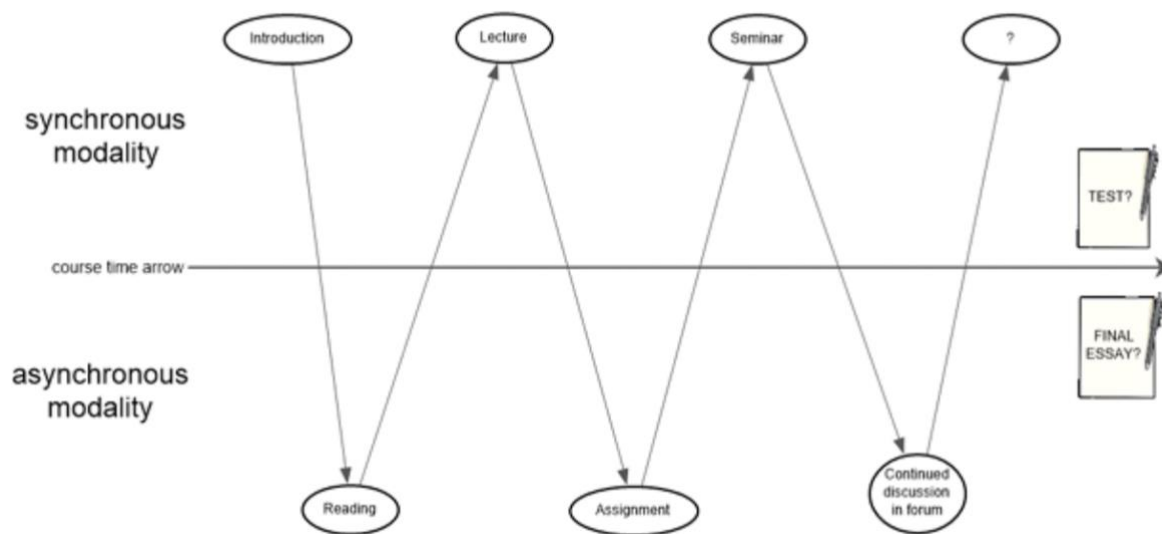 Introduction
Lecture
Seminar
?
synchronous
modality
TEST?
course time arrow
FINAL
ESSAY?
asynchronous
modality
Reading
Assignment
Continued
discussion
in forum